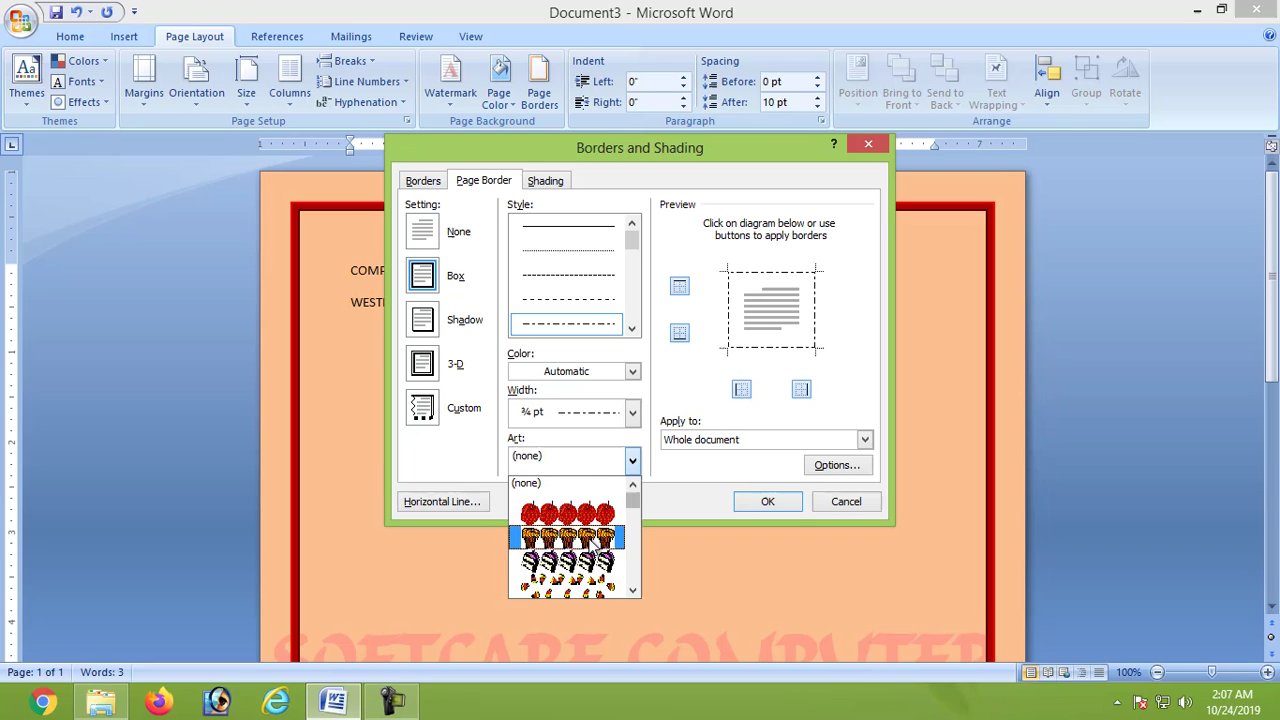 Document3 - Microsoft Word
Home Insert Page Layout References Mailings Review View
Themes
Colors
Fonts
Effects
Themes
Margins
Orientation
Size
Columns
Breaks
Line Numbers
Hyphenation
Page Setup
Watermark
Page Color
Page Borders
Page Background
Indent
Left: 0"
Right: 0"
Spacing
Before: 0 pt
After: 10 pt
Paragraph
Position
Bring to Front
Send to Back
Text Wrapping
Align
Group
Rotate
Arrange
Borders and Shading
Borders Page Border Shading
Setting:
None
Box
Shadow
3-D
Custom
Style:
Color:
Automatic
Width:
¾ pt
Art:
(none)
(none)
Preview
Click on diagram below or use
buttons to apply borders
Apply to:
Whole document
Options...
Horizontal Line...
OK
Cancel
SOFTCARE COMPUTER
Page: 1 of 1 Words: 3
100%
2:07 AM
10/24/2019